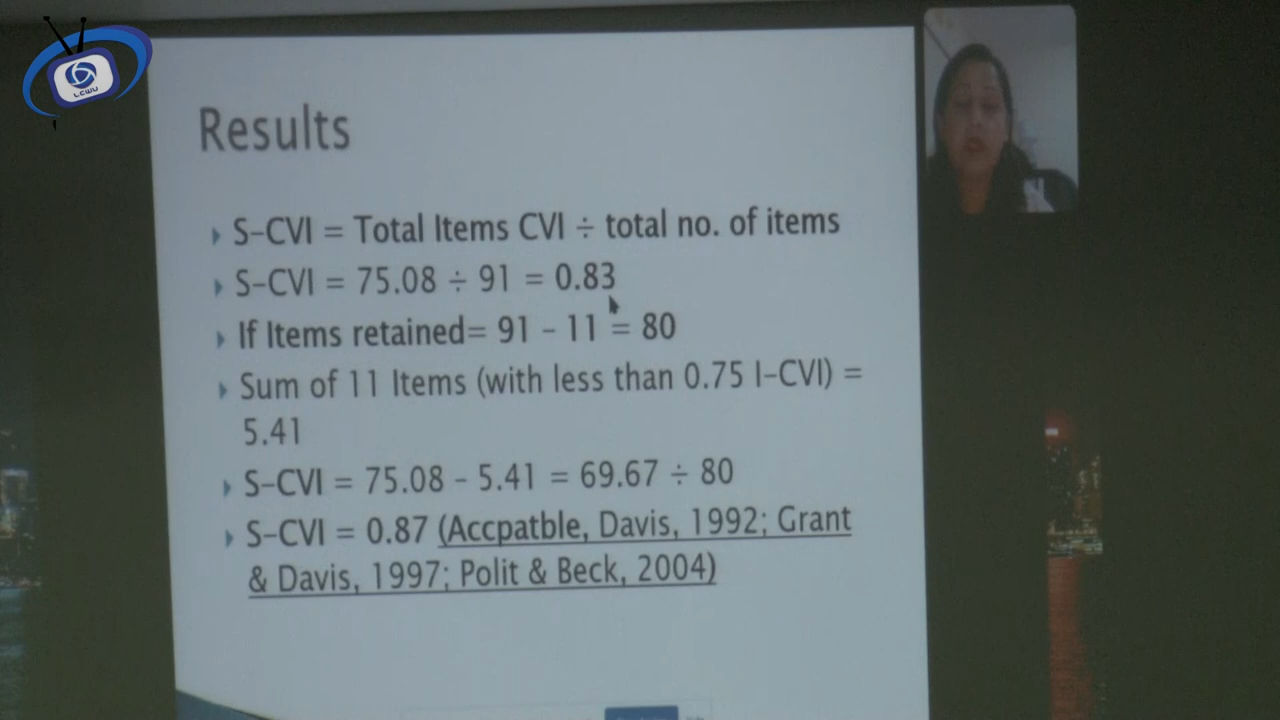 LCWU
Results
S-CVI = Total Items CVI ÷ total no. of items
S-CVI = 75.08 ÷ 91 = 0.83
If Items retained= 91 - 11 = 80
Sum of 11 Items (with less than 0.75 I-CVI) =
5.41
S-CVI = 75.08 - 5.41 = 69.67 ÷ 80
S-CVI = 0.87 (Accpatble, Davis, 1992; Grant
& Davis, 1997; Polit & Beck, 2004)